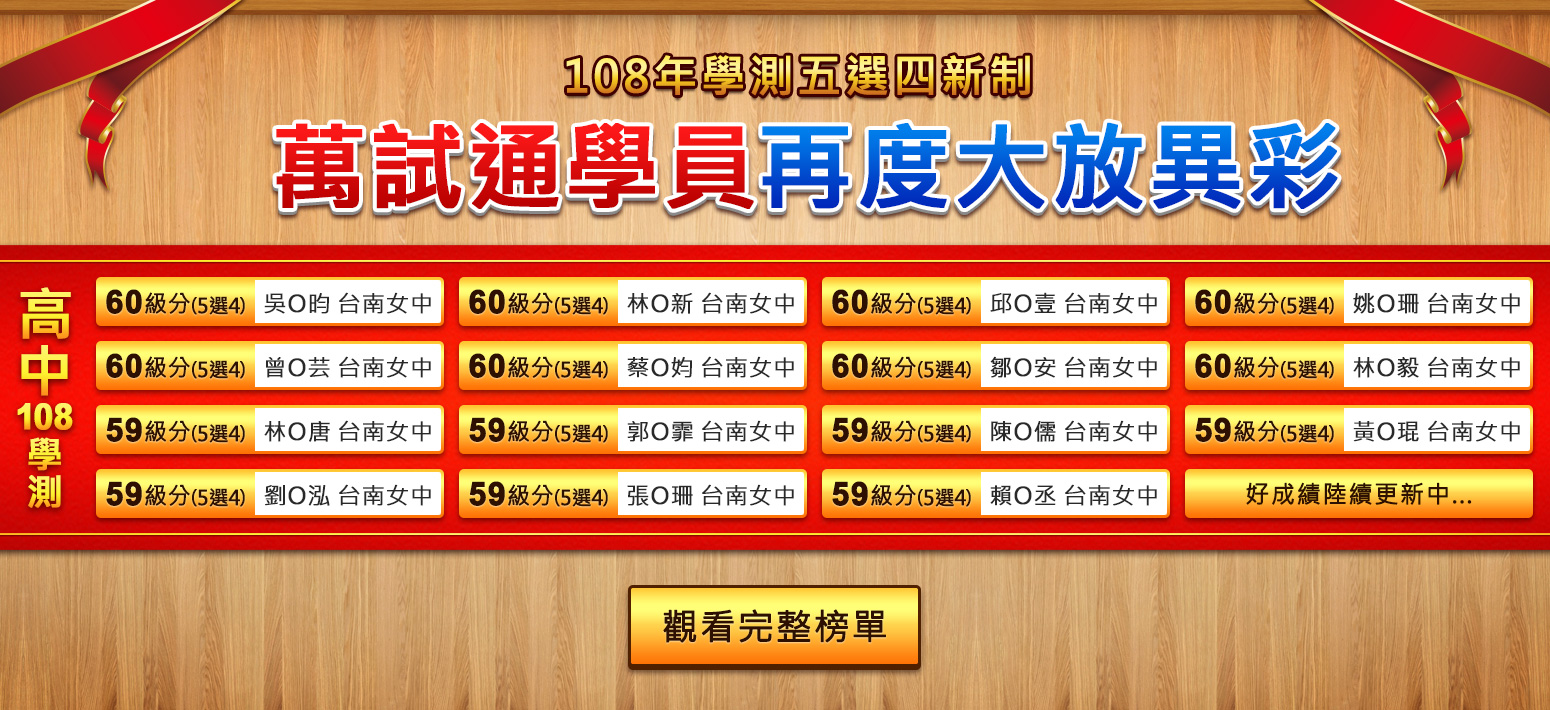 108年學測五選四新制
萬試通學員再度大放異彩
高中108學測
60級分(5選4) 吳O昀 台南女中 60級分(5選4) 林O新 台南女中 60級分(5選4) 邱O壹 台南女中 60級分(5選4) 姚O珊 台南女中
60級分(5選4) 曾O芸 台南女中 60級分(5選4) 蔡O妁 台南女中 60級分(5選4) 鄒O安 台南女中 60級分(5選4) 林O毅 台南女中
59級分(5選4) 林O唐 台南女中 59級分(5選4) 郭O霏 台南女中 59級分(5選4) 陳O儒 台南女中 59級分(5選4) 黃O琨 台南女中
59級分(5選4) 劉O泓 台南女中 59級分(5選4) 張O珊 台南女中 59級分(5選4) 賴O丞 台南女中 好成績陸續更新中...
觀看完整榜單